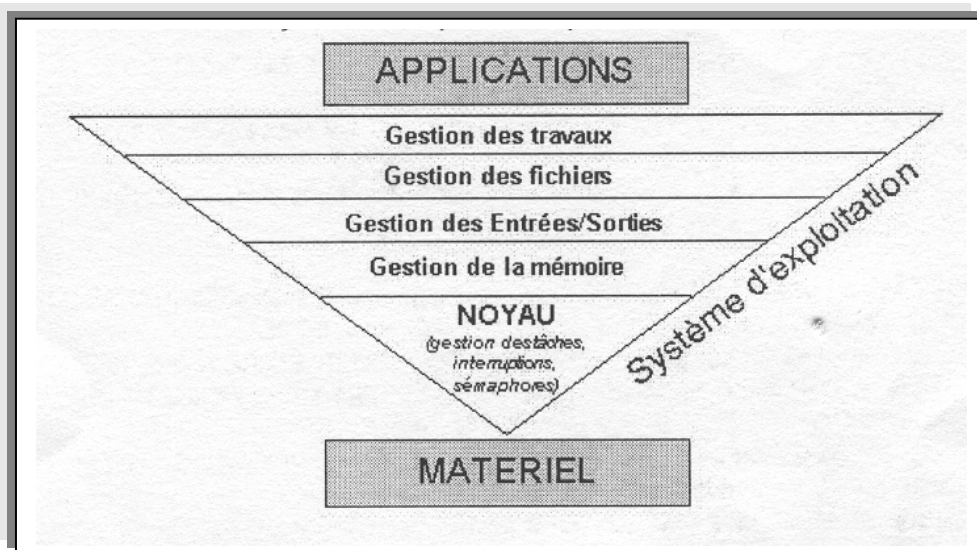 APPLICATIONS
Gestion des travaux
Gestion des fichiers
Gestion des Entrées/Sorties
Gestion de la mémoire
NOYAU
(gestion des tâches,
interruptions,
sémaphores)
Système d'exploitation
MATERIEL